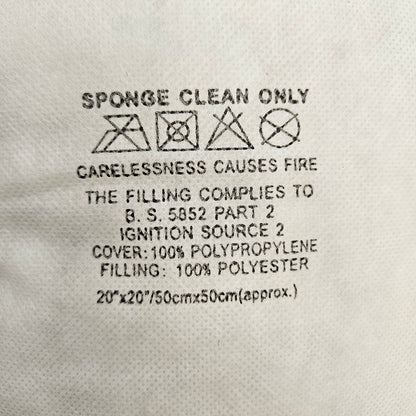 SPONGE CLEAN ONLY
CARELESSNESS CAUSES FIRE
THE FILLING COMPLIES TO
B. S. 5852 PART 2
IGNITION SOURCE 2
COVER: 100% POLYPROPYLENE
FILLING: 100% POLYESTER
20"x20"/50cmx50cm(approx.)